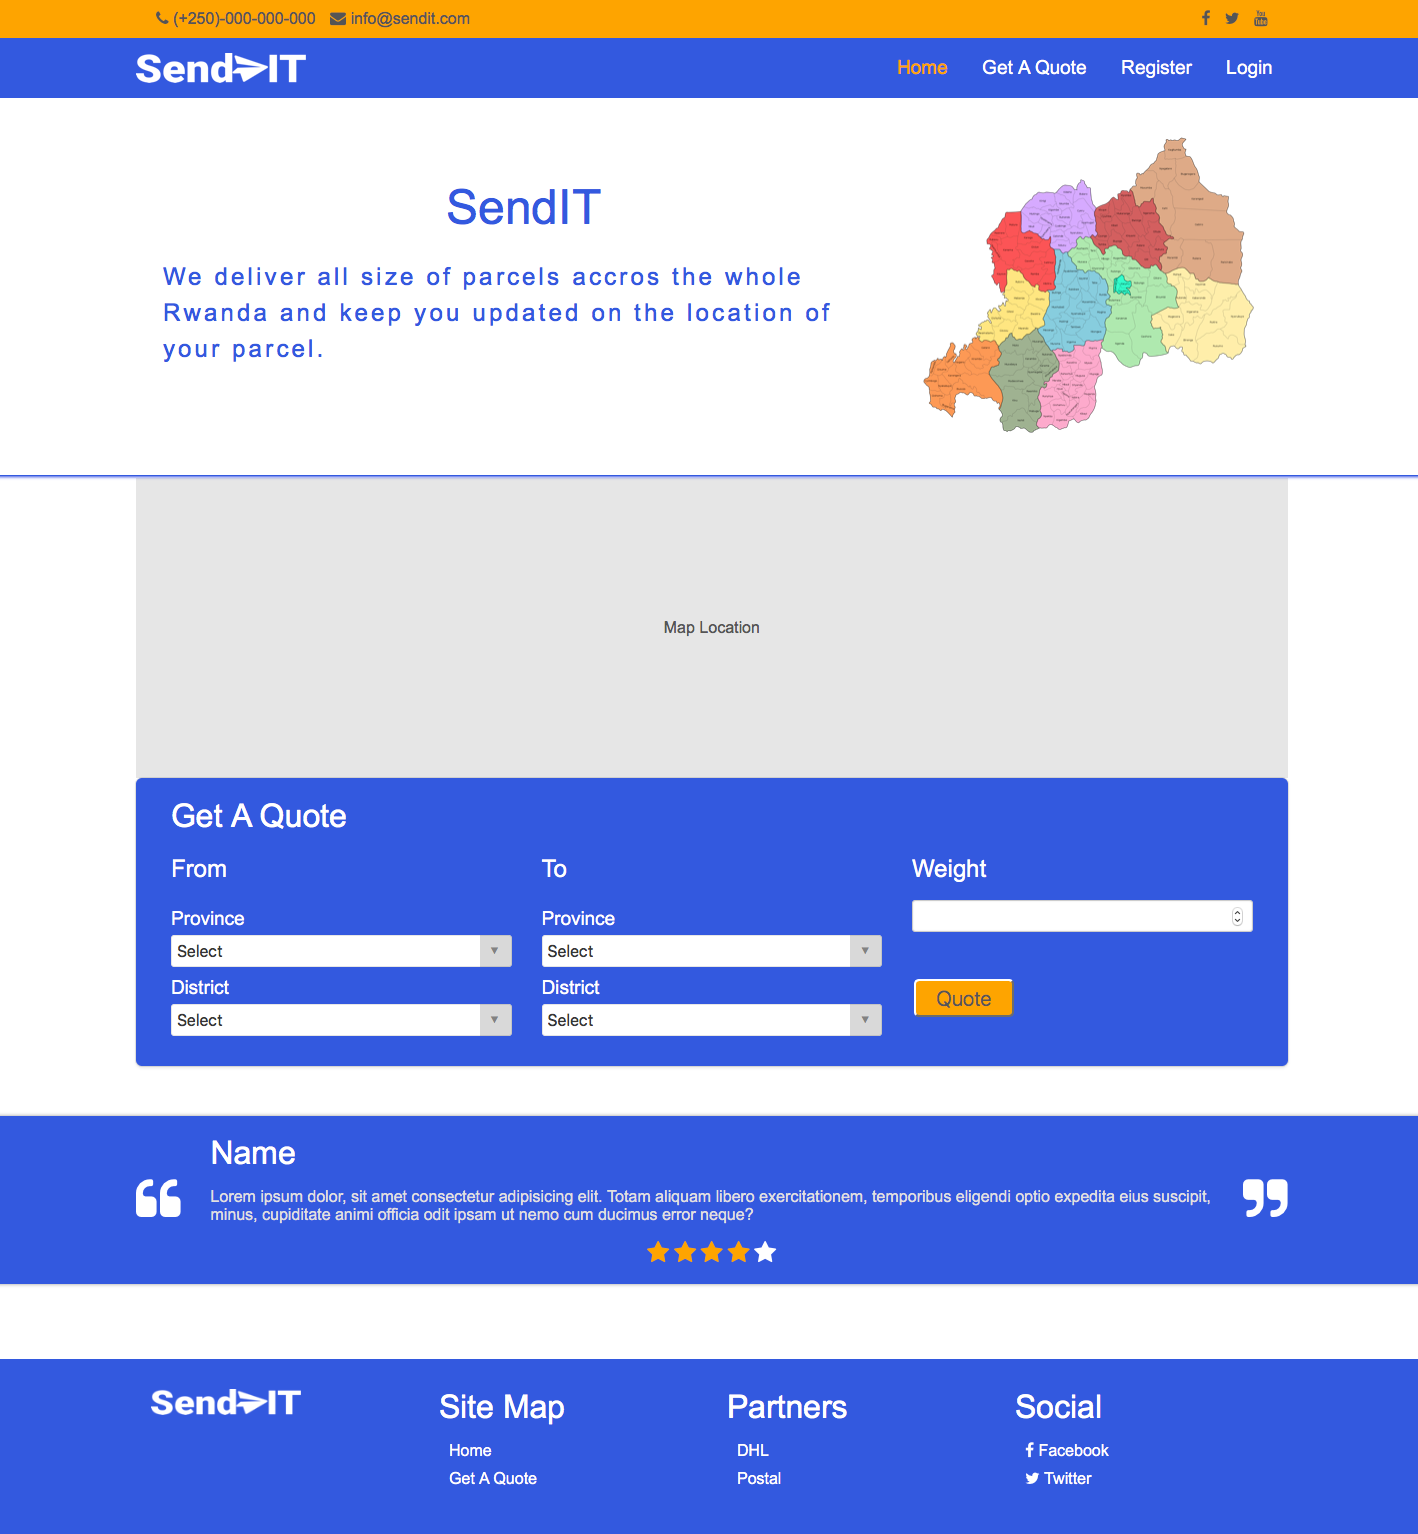 (+250)-000-000-000 info@sendit.com
You Tube
SendIT
Home Get A Quote Register Login
SendIT
We deliver all size of parcels accros the whole
Rwanda and keep you updated on the location of
your parcel.
Map Location
Get A Quote
From To Weight
Province Province
Select Select
District District
Select Select
Quote
Name
Lorem ipsum dolor, sit amet consectetur adipisicing elit. Totam aliquam libero exercitationem, temporibus eligendi optio expedita eius suscipit,
minus, cupiditate animi officia odit ipsam ut nemo cum ducimus error neque?
SendIT
Site Map
Home
Get A Quote
Partners
DHL
Postal
Social
Facebook
Twitter